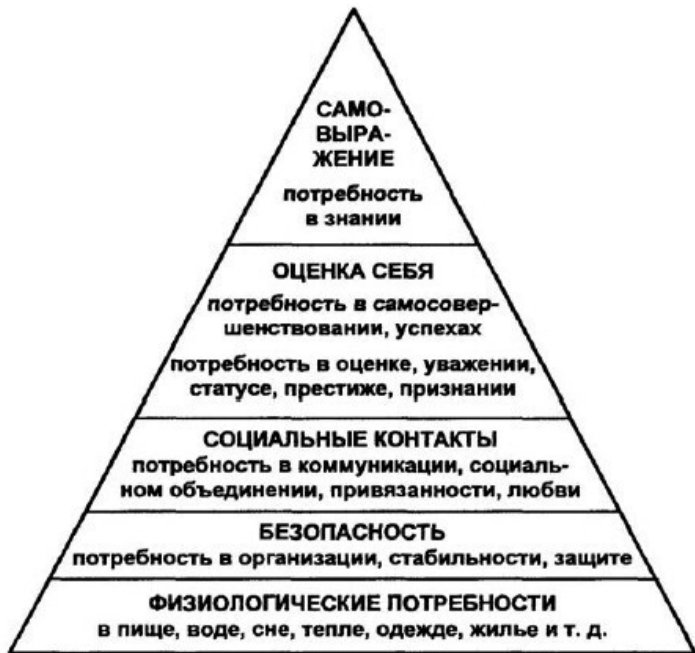 САМО-
ВЫРА-
ЖЕНИЕ
потребность
в знании
ОЦЕНКА СЕБЯ
потребность в самосовер-
шенствовании, успехах
потребность в оценке, уважении,
статусе, престиже, признании
СОЦИАЛЬНЫЕ КОНТАКТЫ
потребность в коммуникации, социаль-
ном объединении, привязанности, любви
БЕЗОПАСНОСТЬ
потребность в организации, стабильности, защите
ФИЗИОЛОГИЧЕСКИЕ ПОТРЕБНОСТИ
в пище, воде, сне, тепле, одежде, жилье и т. д.